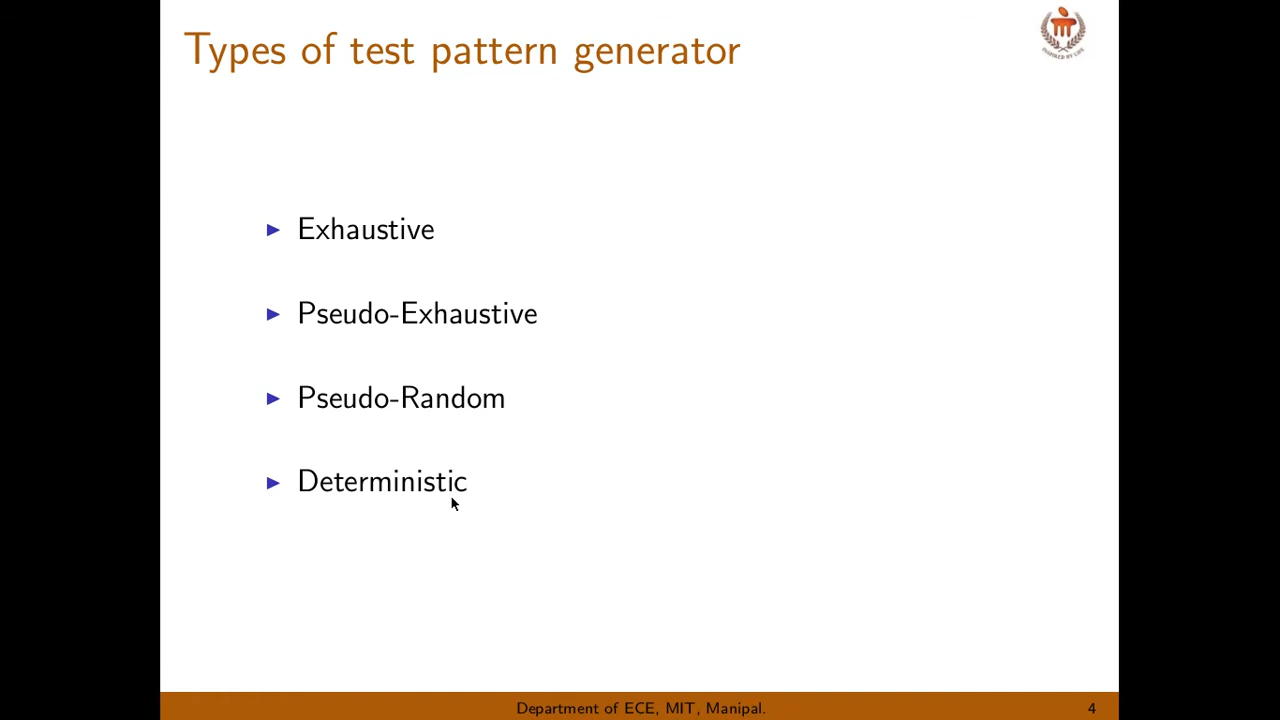 Types of test pattern generator
Exhaustive
Pseudo-Exhaustive
Pseudo-Random
Deterministic
Department of ECE, MIT, Manipal.
4